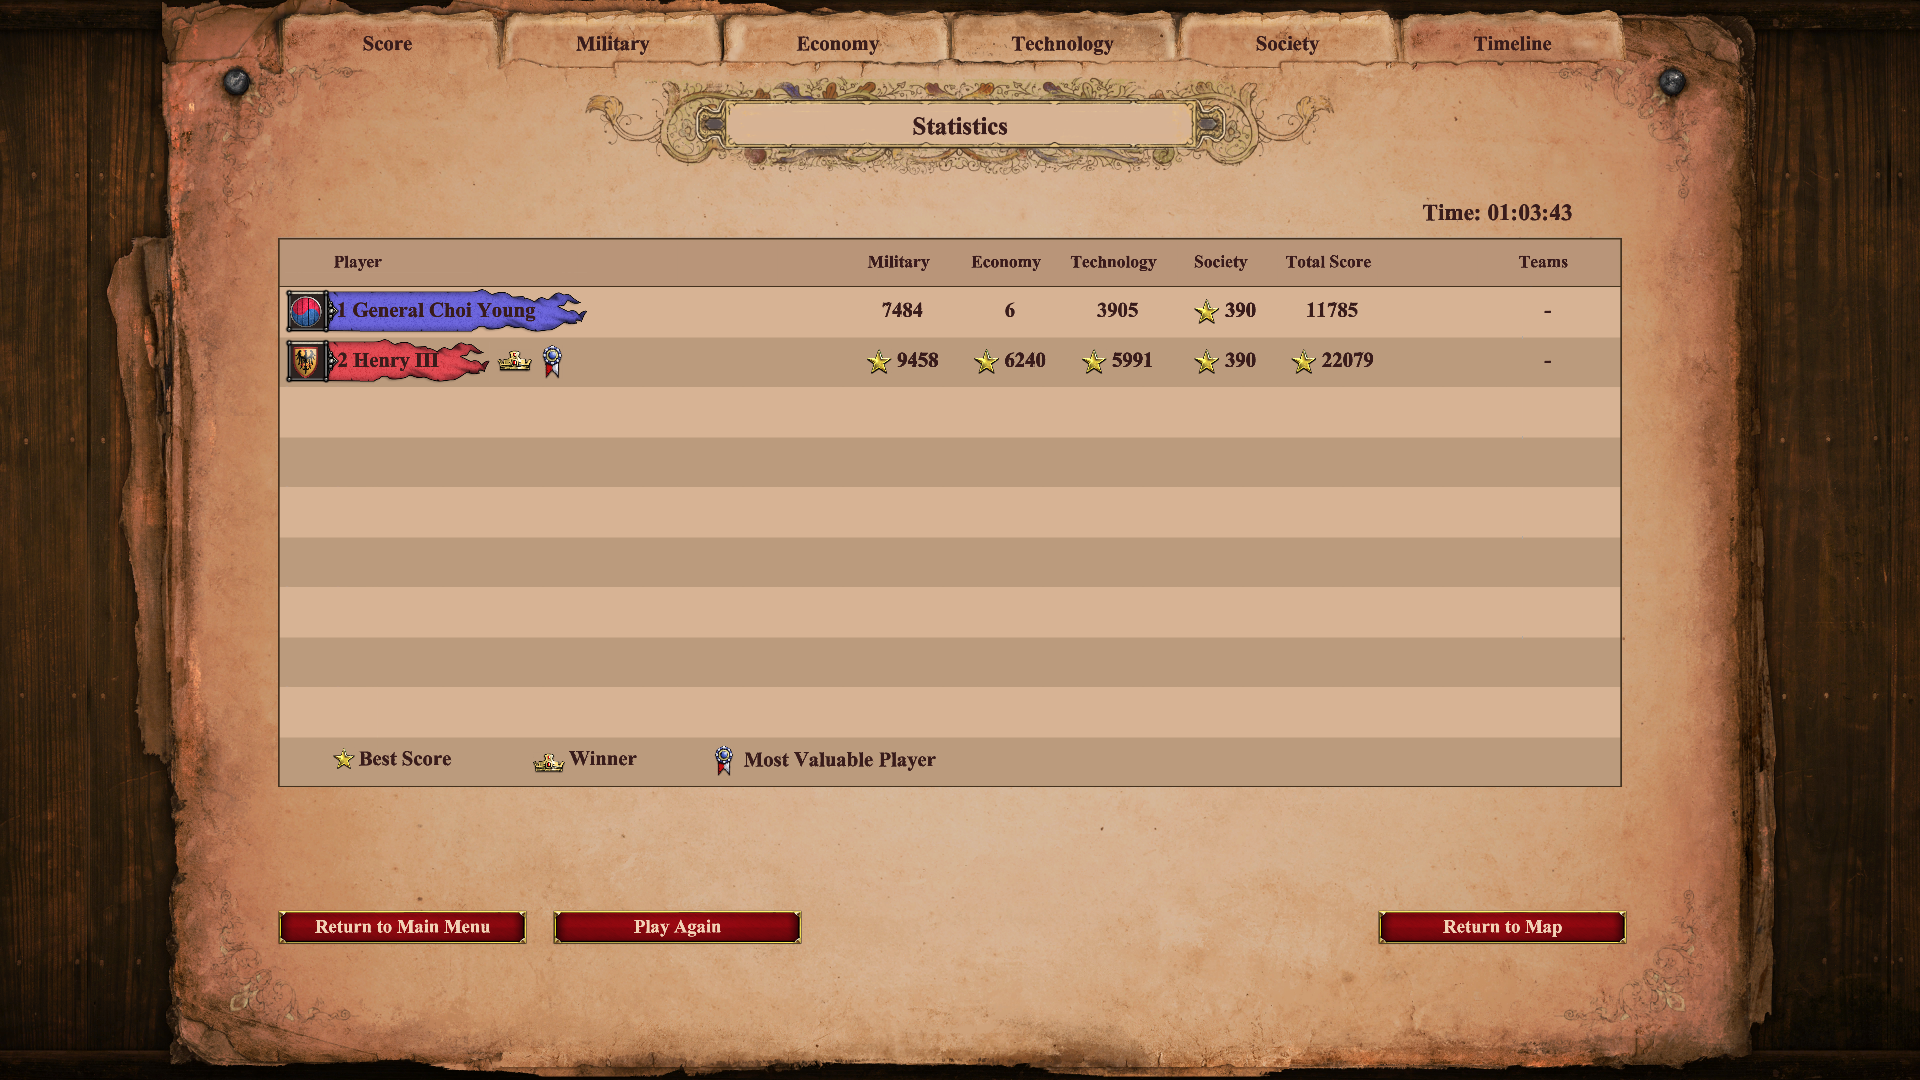 Score Military Economy Technology Society Timeline
Statistics
Time: 01:03:43
Player Military Economy Technology Society Total Score Teams
1 General Choi Young 7484 6 3905 390 11785 -
2 Henry III 9458 6240 5991 390 22079 -
Best Score Winner Most Valuable Player
Return to Main Menu Play Again Return to Map